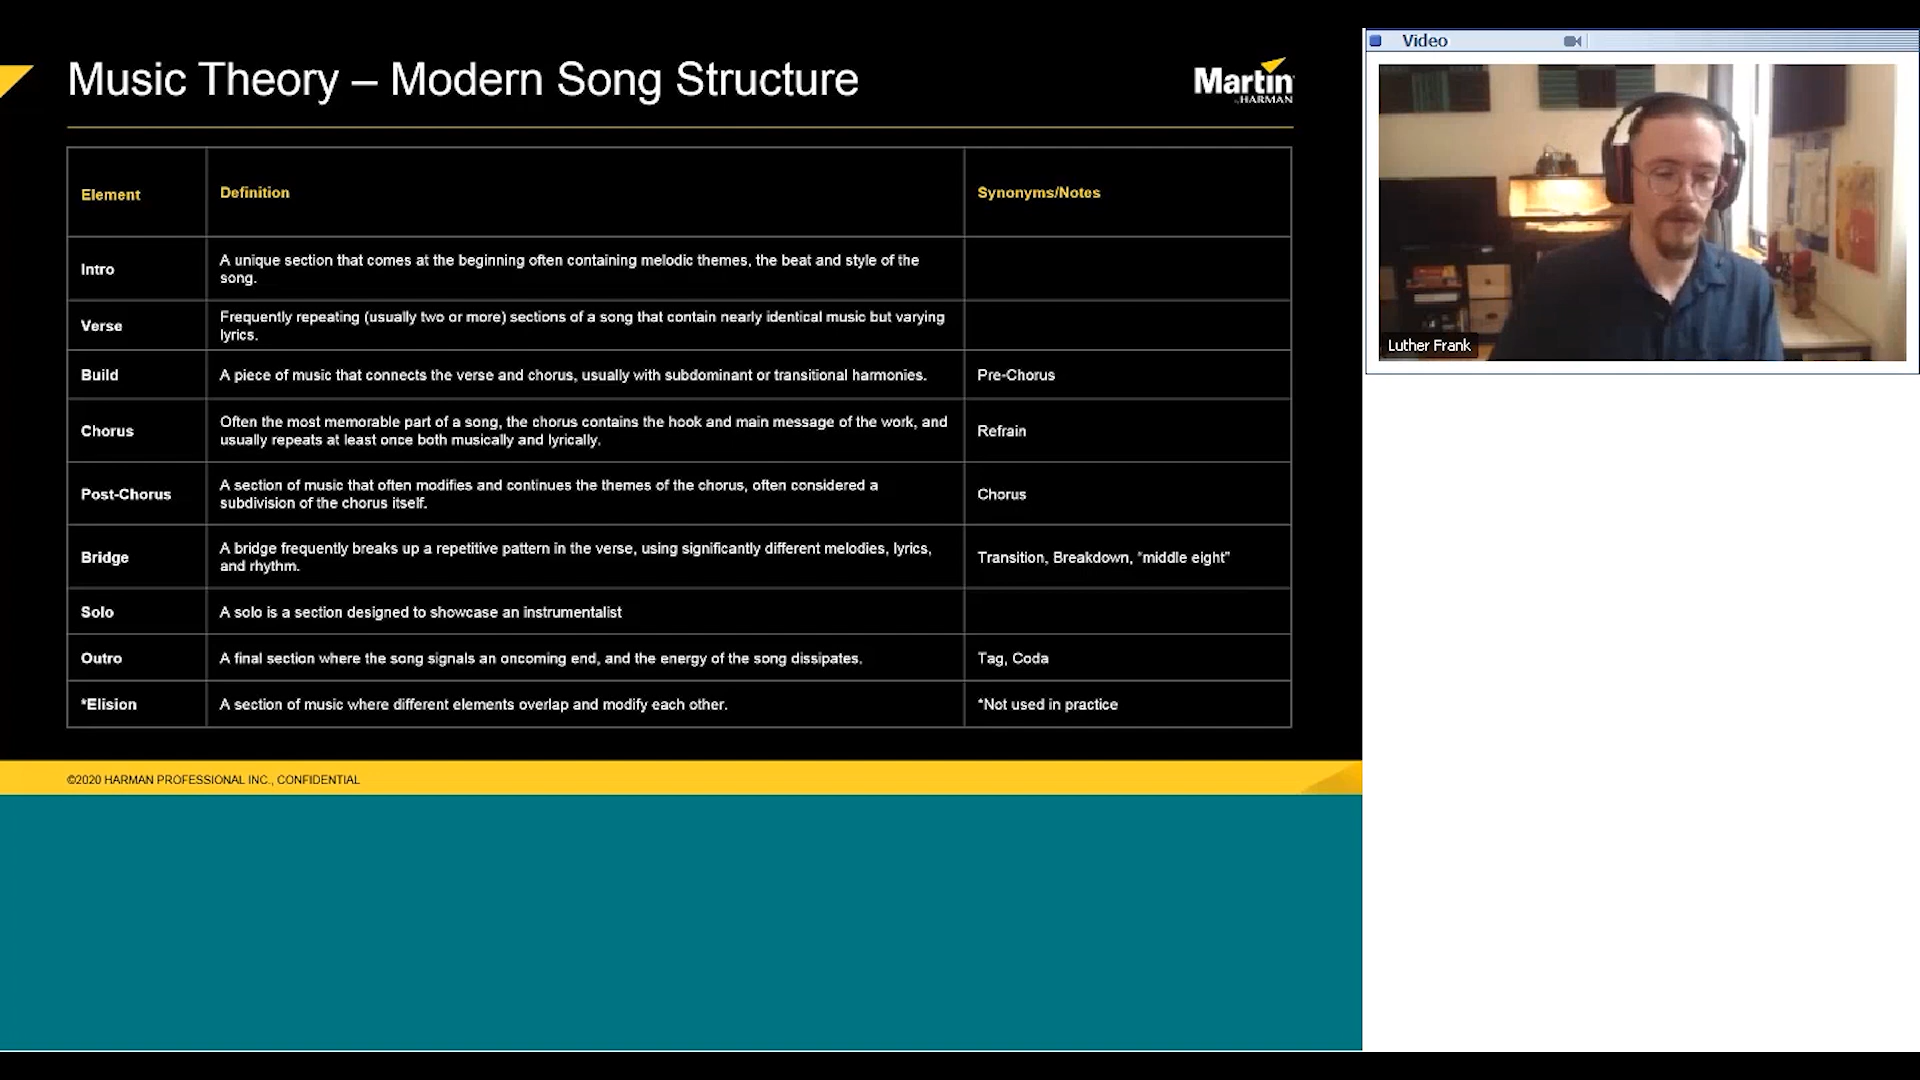 Music Theory – Modern Song Structure
Martin
by HARMAN
Element
Definition
Synonyms/Notes
Intro
A unique section that comes at the beginning often containing melodic themes, the beat and style of the
song.
Verse
Frequently repeating (usually two or more) sections of a song that contain nearly identical music but varying
lyrics.
Build
A piece of music that connects the verse and chorus, usually with subdominant or transitional harmonies.
Pre-Chorus
Chorus
Often the most memorable part of a song, the chorus contains the hook and main message of the work, and
usually repeats at least once both musically and lyrically.
Refrain
Post-Chorus
A section of music that often modifies and continues the themes of the chorus, often considered a
subdivision of the chorus itself.
Chorus
Bridge
A bridge frequently breaks up a repetitive pattern in the verse, using significantly different melodies, lyrics,
and rhythm.
Transition, Breakdown, "middle eight"
Solo
A solo is a section designed to showcase an instrumentalist
Outro
A final section where the song signals an oncoming end, and the energy of the song dissipates.
Tag, Coda
*Elision
A section of music where different elements overlap and modify each other.
*Not used in practice
©2020 HARMAN PROFESSIONAL INC., CONFIDENTIAL
Video
Luther Frank